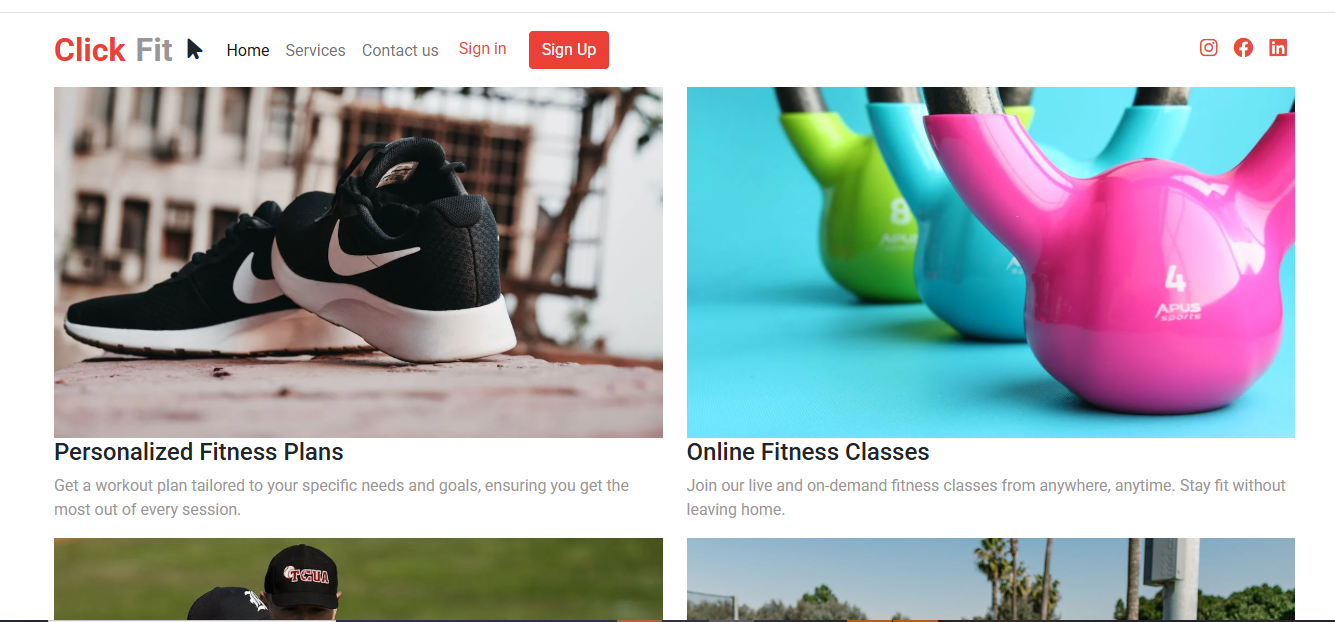 Click Fit Home Services Contact us Sign in Sign Up
8
APUS
4
APUS
sports
Personalized Fitness Plans
Online Fitness Classes
Get a workout plan tailored to your specific needs and goals, ensuring you get the
most out of every session.
Join our live and on-demand fitness classes from anywhere, anytime. Stay fit without
leaving home.
TCUA